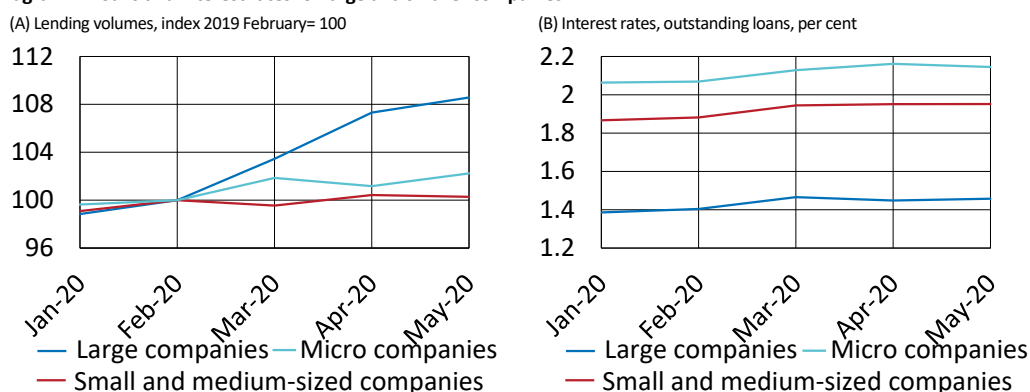 (A) Lending volumes, index 2019 February= 100
112
108
104
100
96
Jan-20
Feb-20
Mar-20
Apr-20
May-20
Large companies
Micro companies
Small and medium-sized companies
(B) Interest rates, outstanding loans, per cent
2.2
2
1.8
1.6
1.4
1.2
Jan-20
Feb-20
Mar-20
Apr-20
May-20
Large companies
Micro companies
Small and medium-sized companies